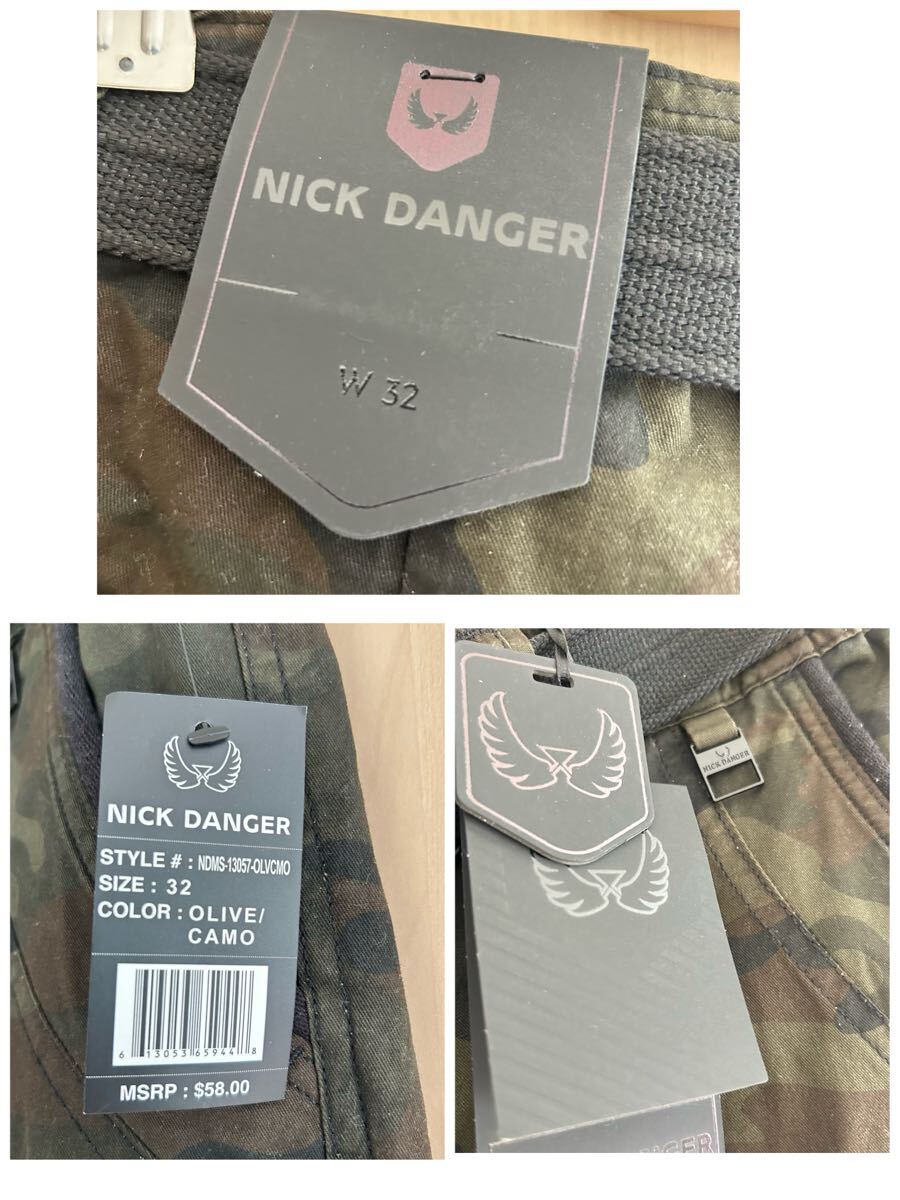 NICK DANGER
W 32
NICK DANGER
STYLE # : NDMS-13057-OLVCMO
SIZE : 32
COLOR : OLIVE/
CAMO
6 13053 65944 8
MSRP : $58.00
NICK DANGER
DANGER